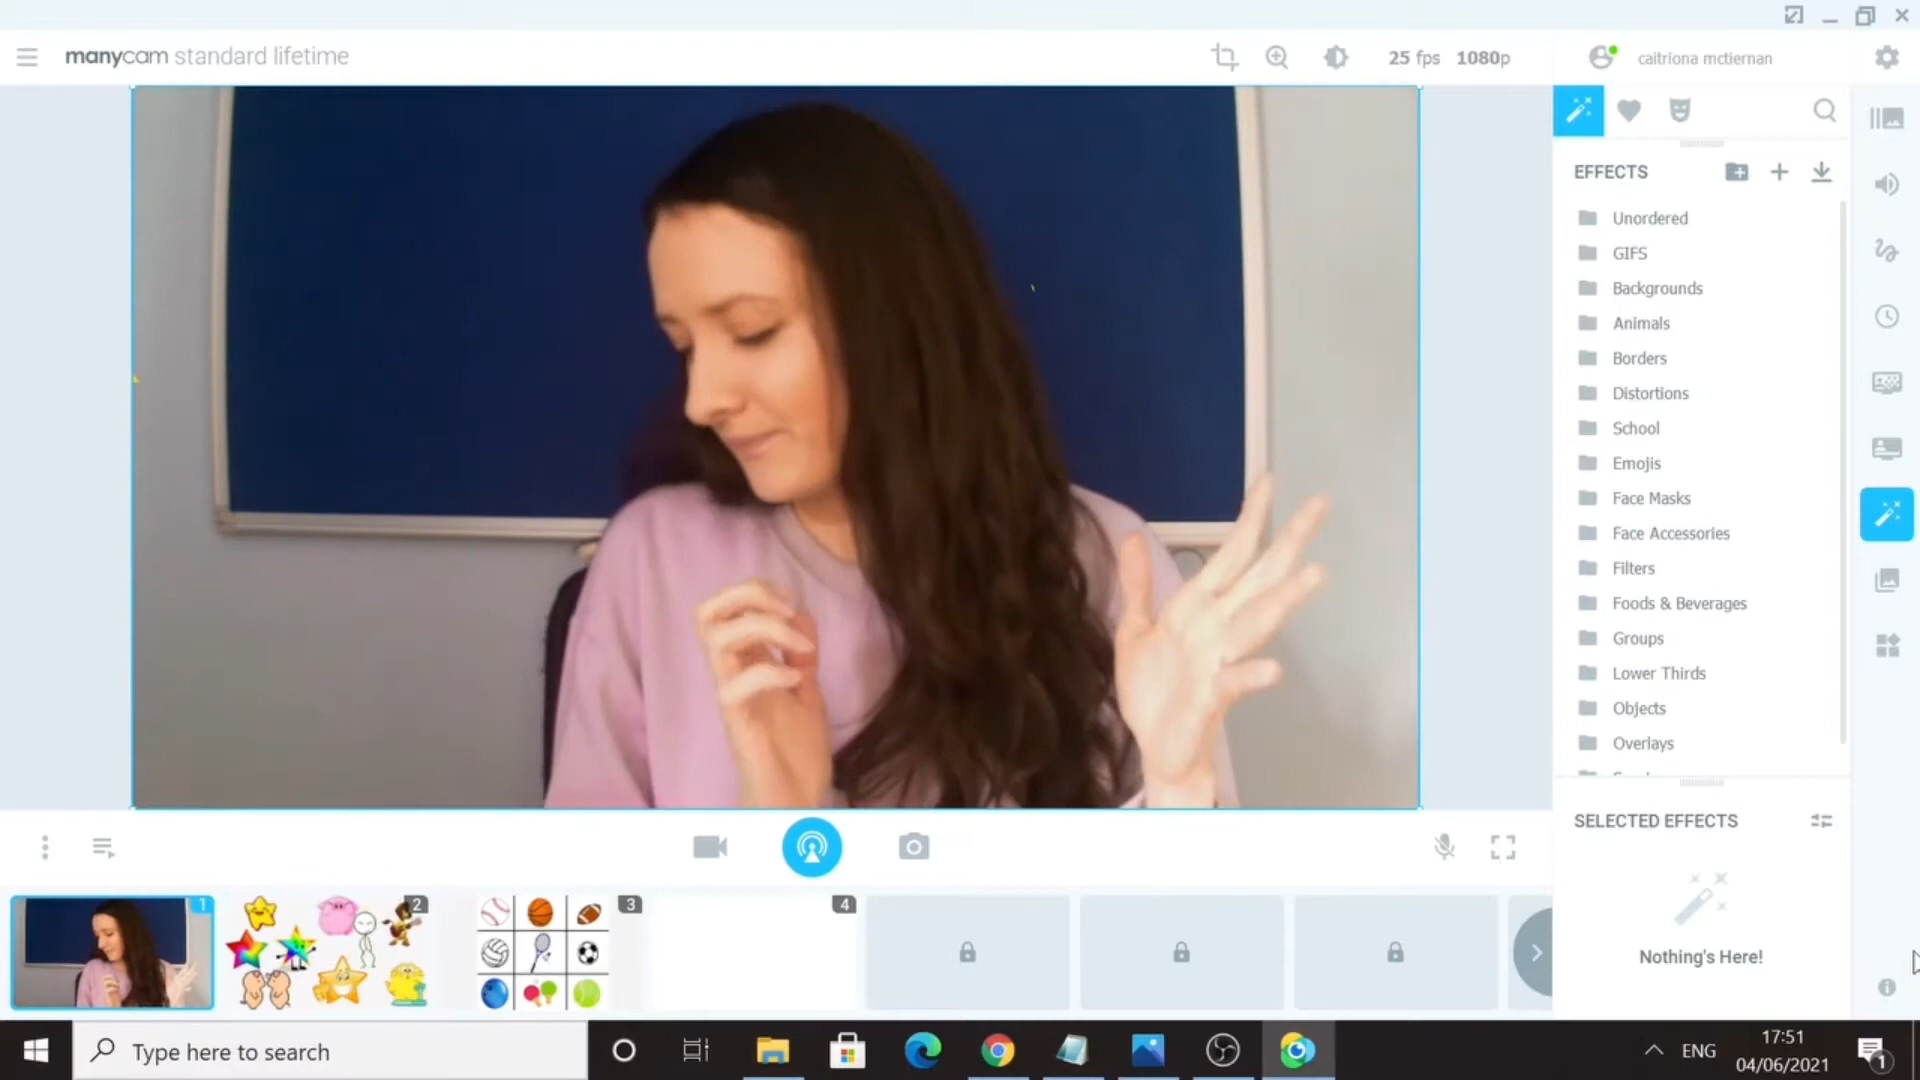 manycam standard lifetime
25 fps 1080p
caitriona mctiernan
EFFECTS
Unordered
GIFS
Backgrounds
Animals
Borders
Distortions
School
Emojis
Face Masks
Face Accessories
Filters
Foods & Beverages
Groups
Lower Thirds
Objects
Overlays
SELECTED EFFECTS
Nothing's Here!
1
2
3
4
Type here to search
ENG
17:51
04/06/2021
1